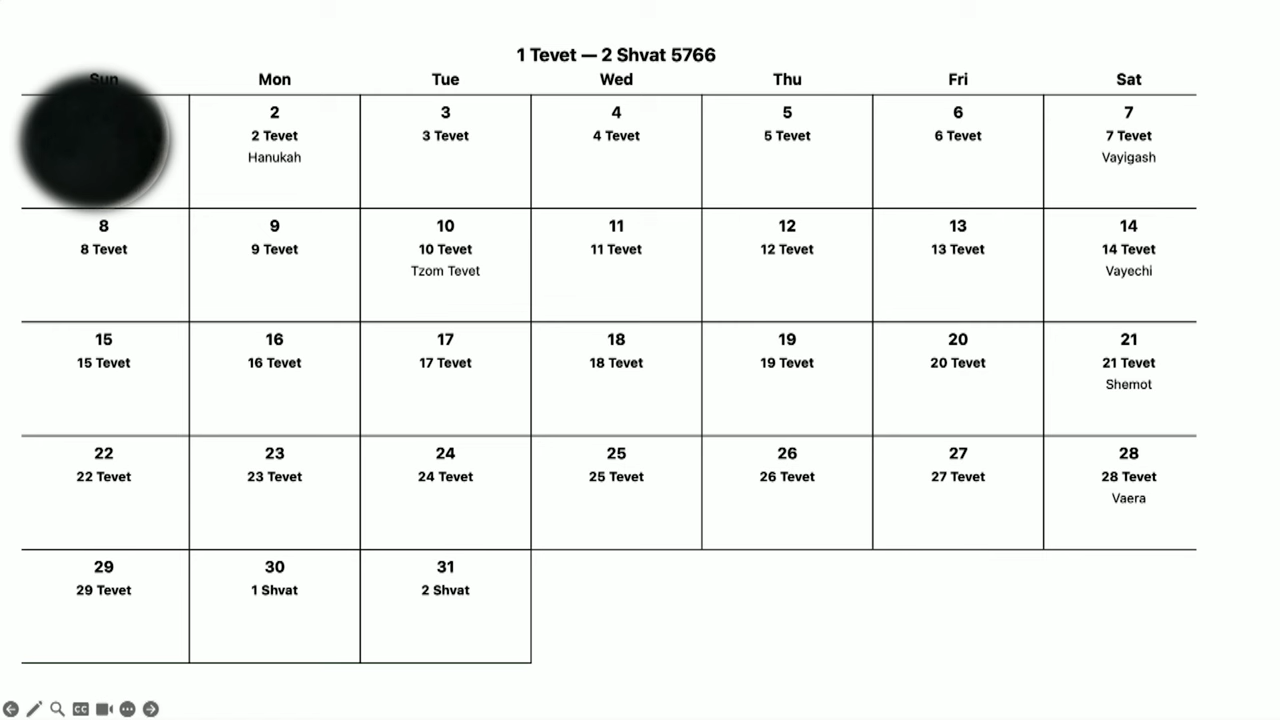 1 Tevet — 2 Shvat 5766
Sun Mon Tue Wed Thu Fri Sat
2 3 4 5 6 7
2 Tevet 3 Tevet 4 Tevet 5 Tevet 6 Tevet 7 Tevet
Hanukah Vayigash
8 9 10 11 12 13 14
8 Tevet 9 Tevet 10 Tevet 11 Tevet 12 Tevet 13 Tevet 14 Tevet
Tzom Tevet Vayechi
15 16 17 18 19 20 21
15 Tevet 16 Tevet 17 Tevet 18 Tevet 19 Tevet 20 Tevet 21 Tevet
Shemot
22 23 24 25 26 27 28
22 Tevet 23 Tevet 24 Tevet 25 Tevet 26 Tevet 27 Tevet 28 Tevet
Vaera
29 30 31
29 Tevet 1 Shvat 2 Shvat
CC